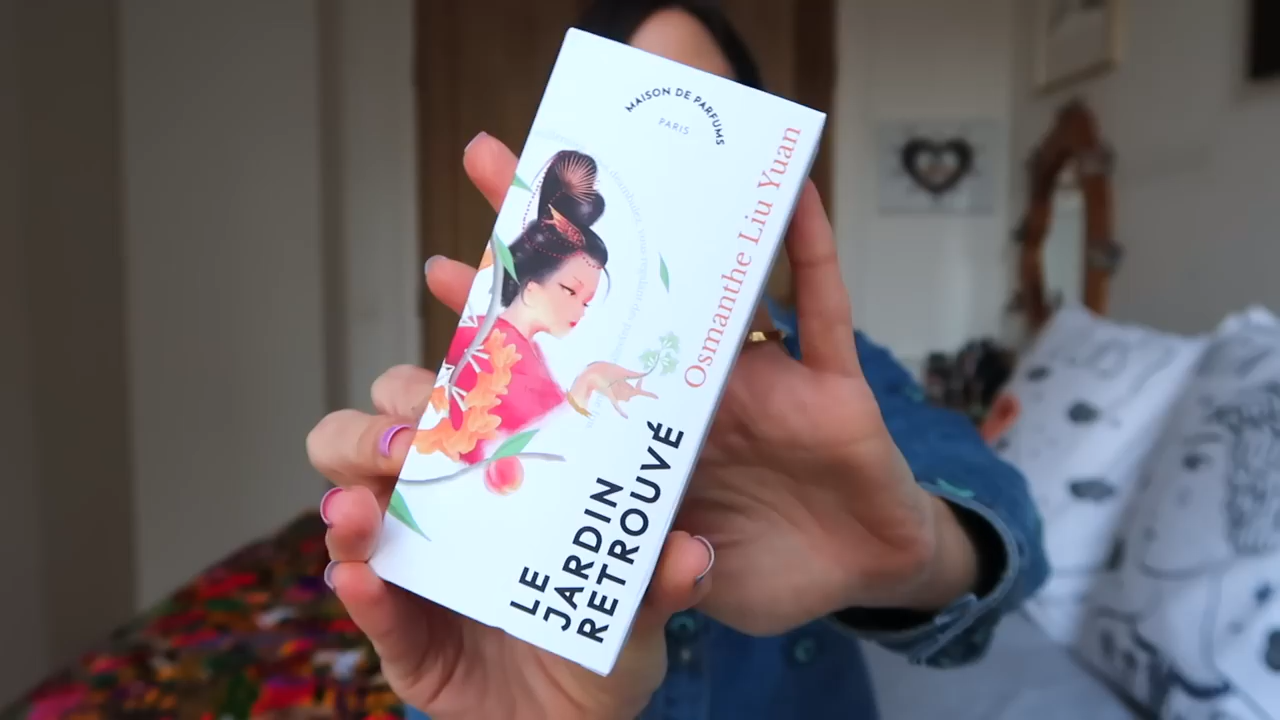 MAISON DE PARFUMS
PARIS
Osmanthe Liu Yuan
LE
JARDIN
RETROUVÉ